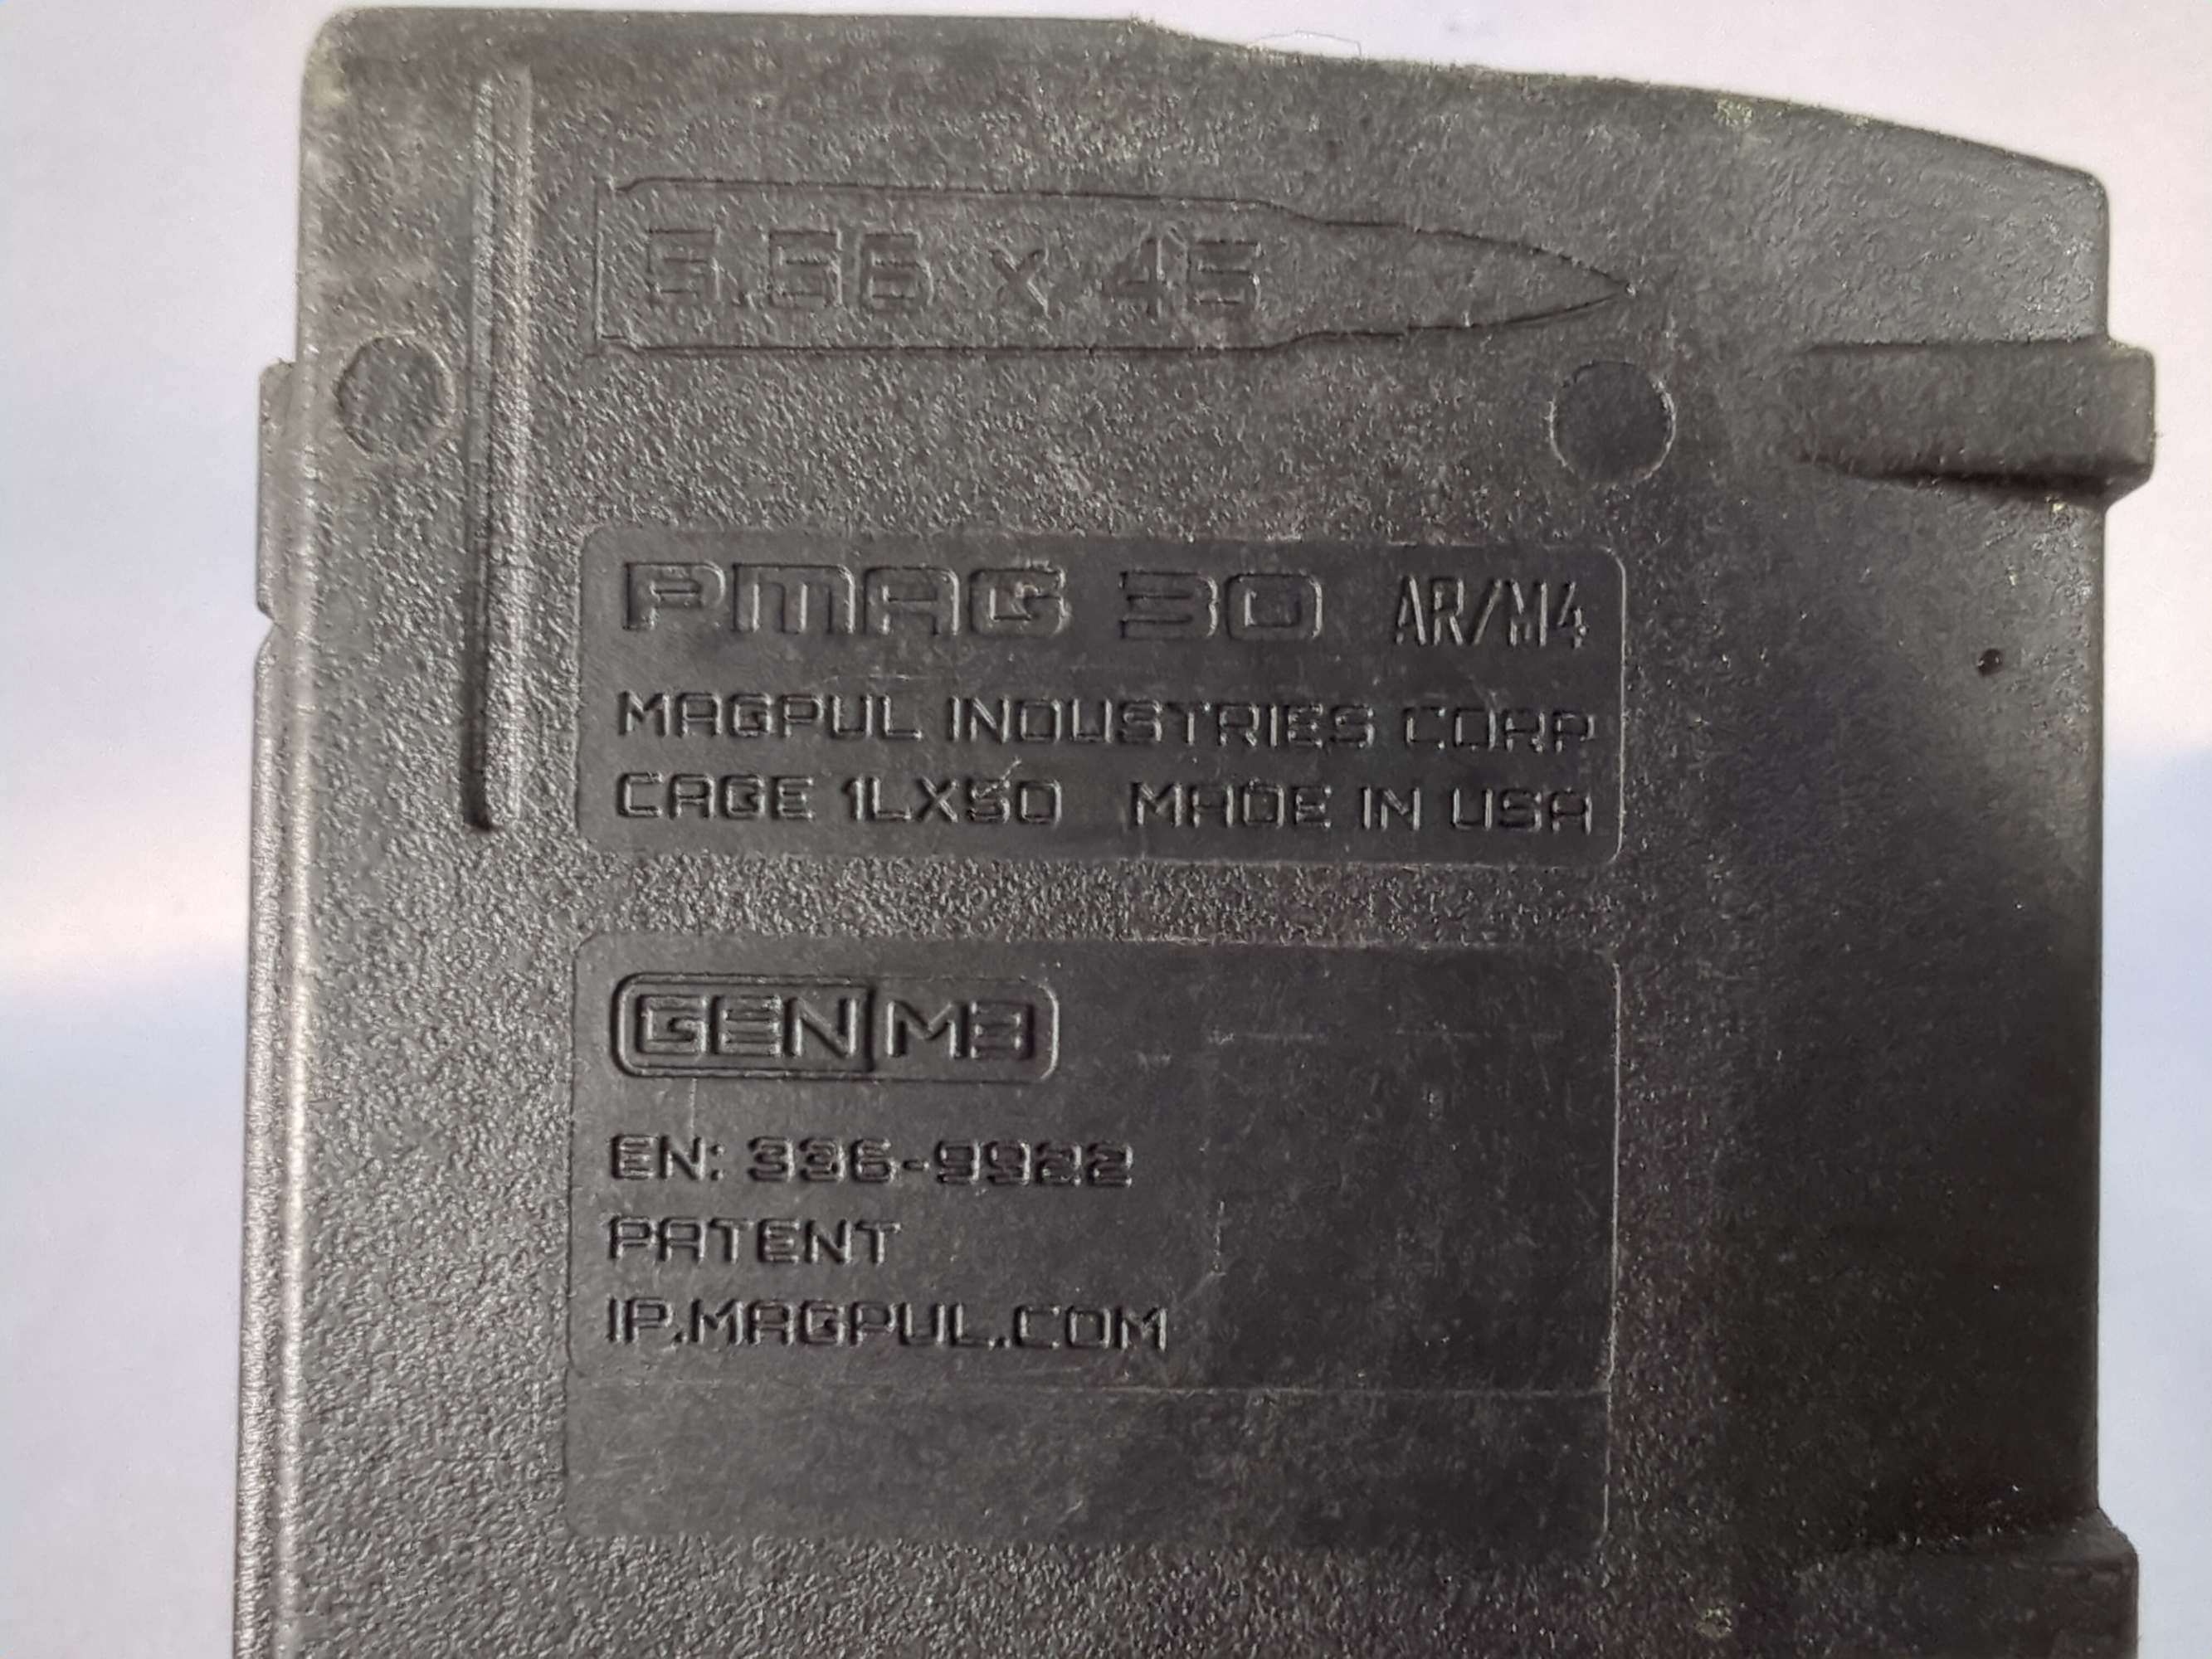 5.56 x 45
PMAG 30 AR/M4
MAGPUL INDUSTRIES CORP
CAGE 1LX50 MADE IN USA
GEN M3
EN: 336-9922
PATENT
IP.MAGPUL.COM